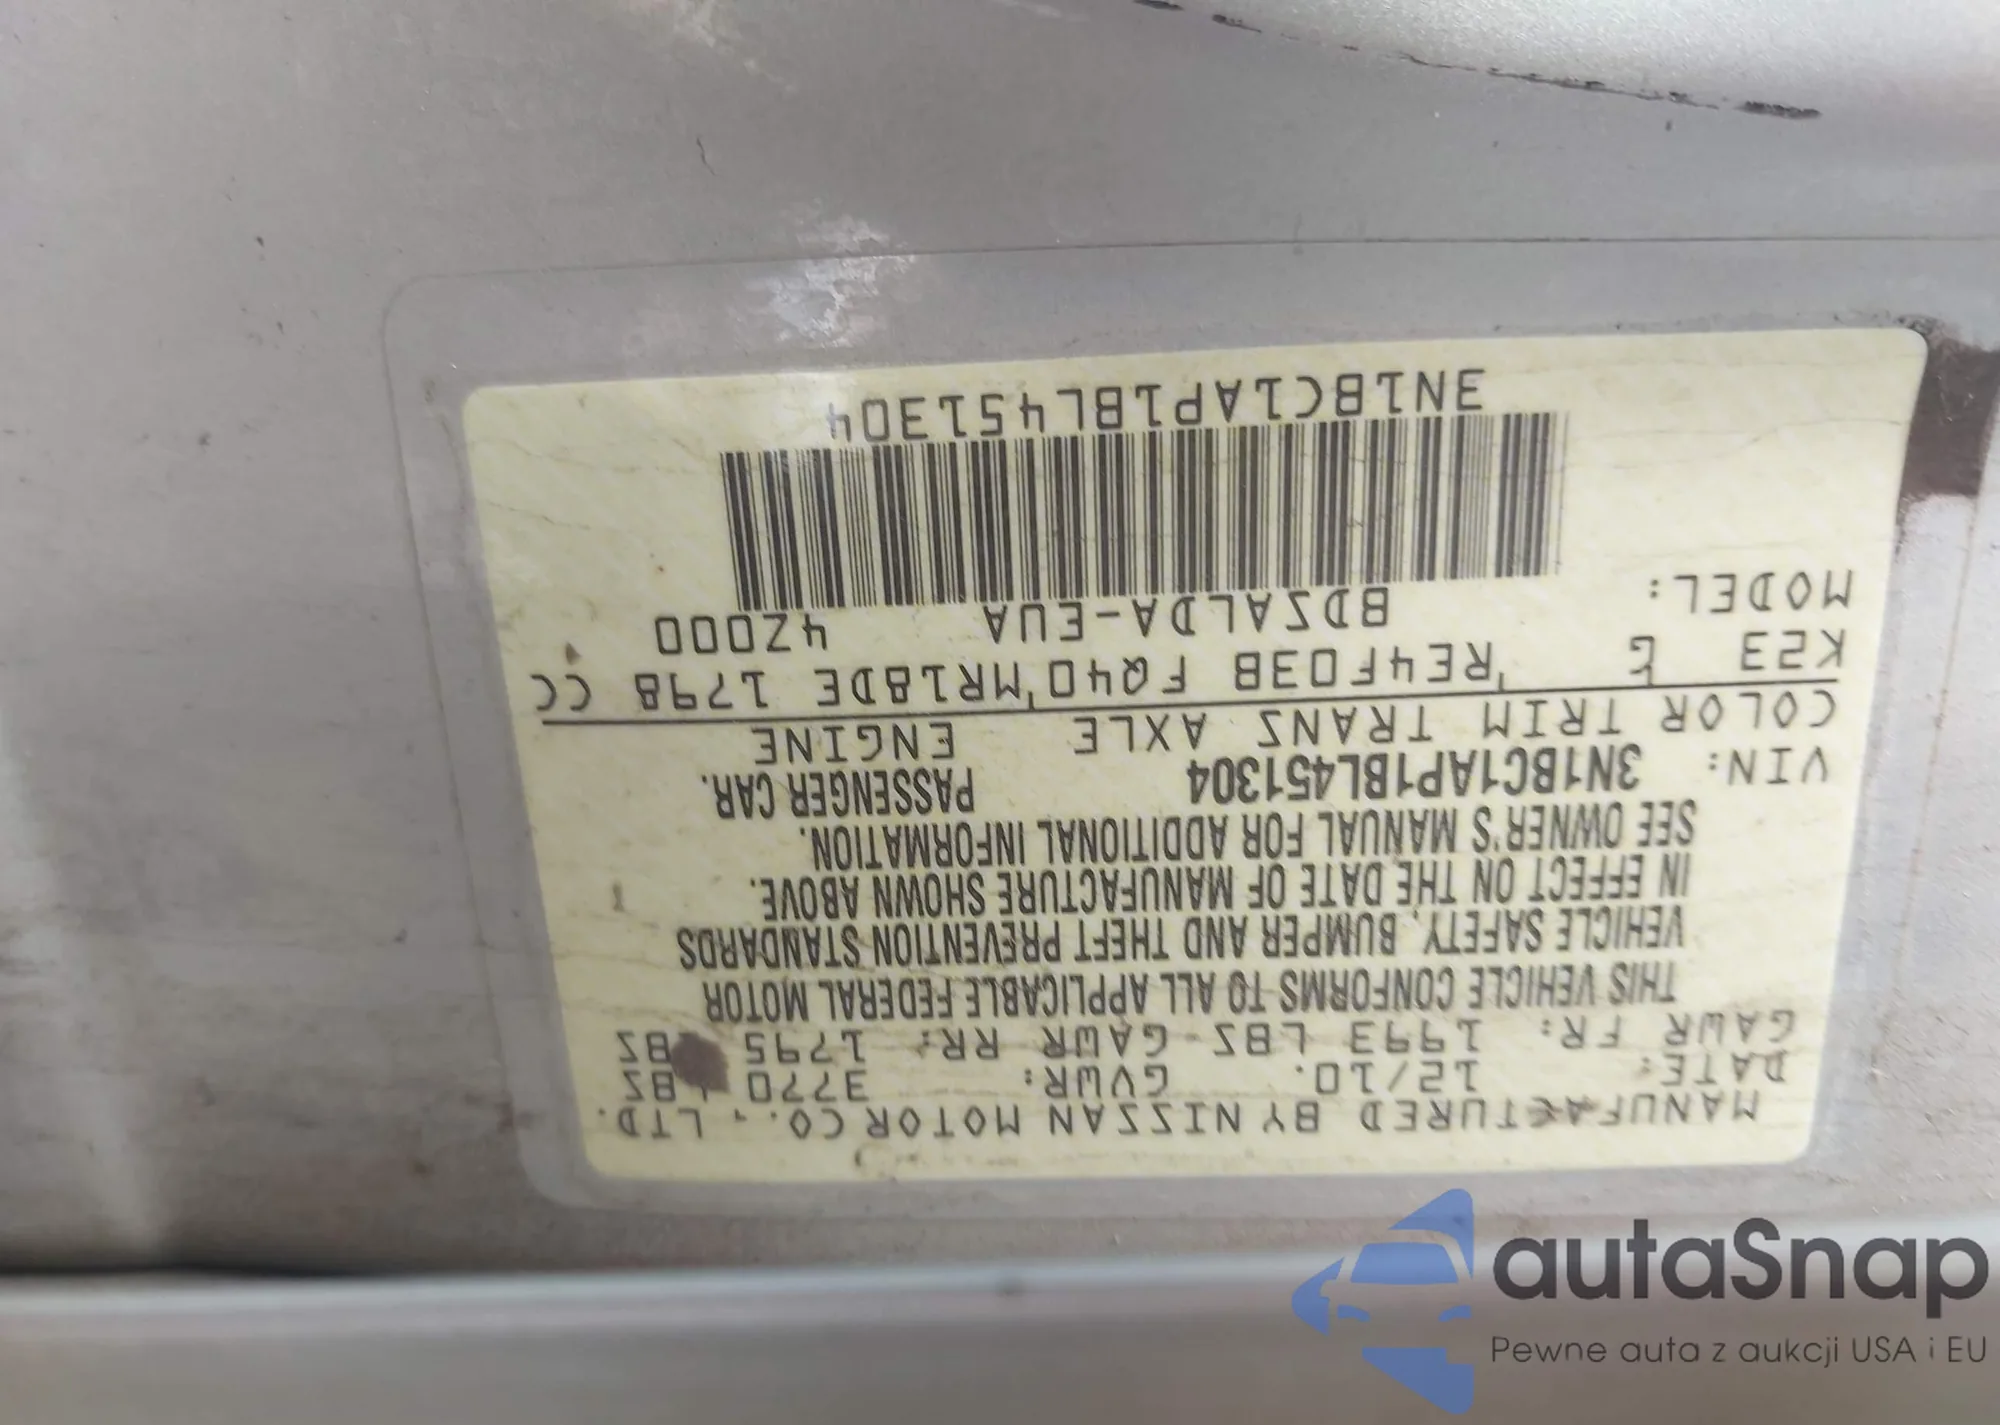 MANUFACTURED BY NISSAN MOTOR CO., LTD.
DATE: 12/10. GVWR: 3770 LBS
GAWR FR: 1993 LBS GAWR RR: 1795 LBS
THIS VEHICLE CONFORMS TO ALL APPLICABLE FEDERAL MOTOR
VEHICLE SAFETY, BUMPER AND THEFT PREVENTION STANDARDS
IN EFFECT ON THE DATE OF MANUFACTURE SHOWN ABOVE.
SEE OWNER'S MANUAL FOR ADDITIONAL INFORMATION.
VIN: 3N1BC1AP1BL451304 PASSENGER CAR.
COLOR TRIM TRANS AXLE ENGINE
K23 G RE4F03B FQ40 MR18DE 1798 CC
MODEL: BDSALDA-EUA 4Z000
3N1BC1AP1BL451304
autaSnap
Pewne auta z aukcji USA i EU